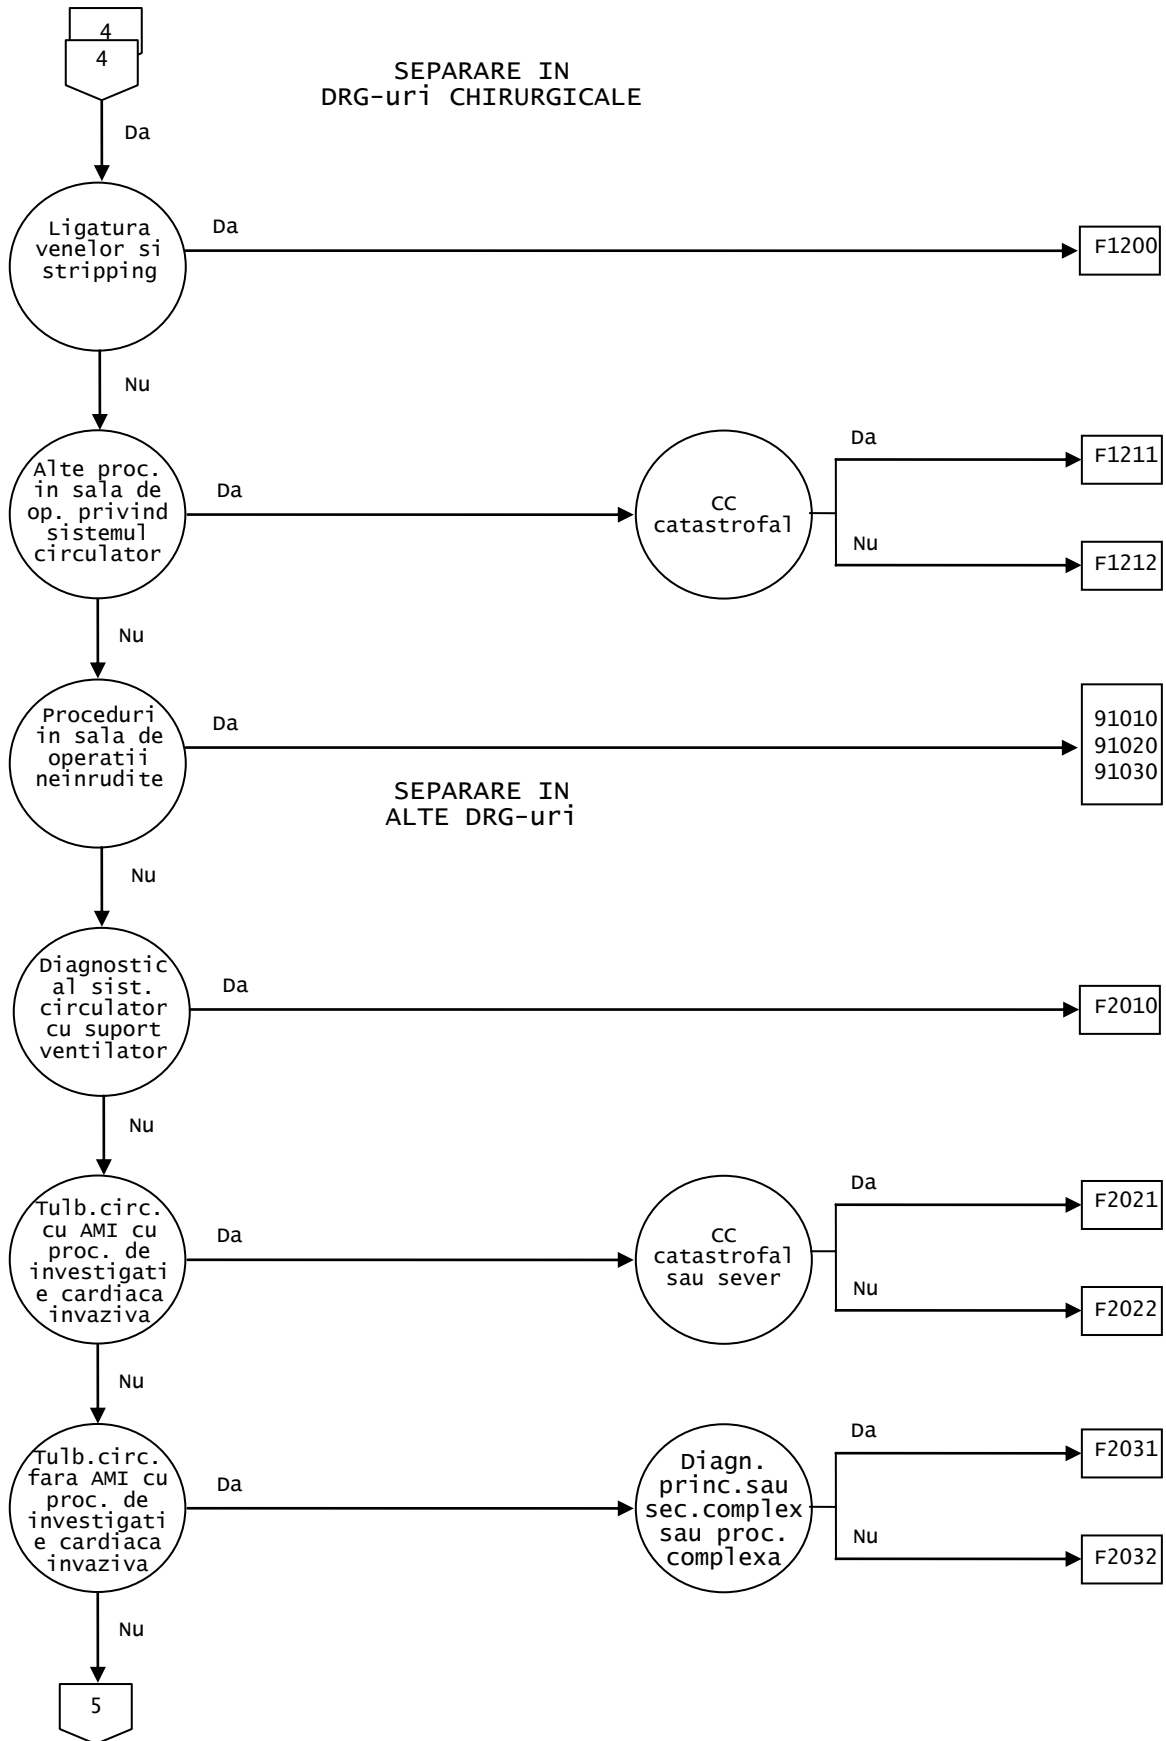 4
4
SEPARARE IN
DRG-uri CHIRURGICALE
Da
Ligatura
venelor si
stripping
Da
F1200
Nu
Alte proc.
in sala de
op. privind
sistemul
circulator
Da
CC
catastrofal
Da
F1211
Nu
F1212
Nu
Proceduri
in sala de
operatii
neinrudite
Da
91010
91020
91030
SEPARARE IN
ALTE DRG-uri
Nu
Diagnostic
al sist.
circulator
cu suport
ventilator
Da
F2010
Nu
Tulb.circ.
cu AMI cu
proc. de
investigati
e cardiaca
invaziva
Da
CC
catastrofal
sau sever
Da
F2021
Nu
F2022
Nu
Tulb.circ.
fara AMI cu
proc. de
investigati
e cardiaca
invaziva
Da
Diagn.
princ.sau
sec.complex
sau proc.
complexa
Da
F2031
Nu
F2032
Nu
5